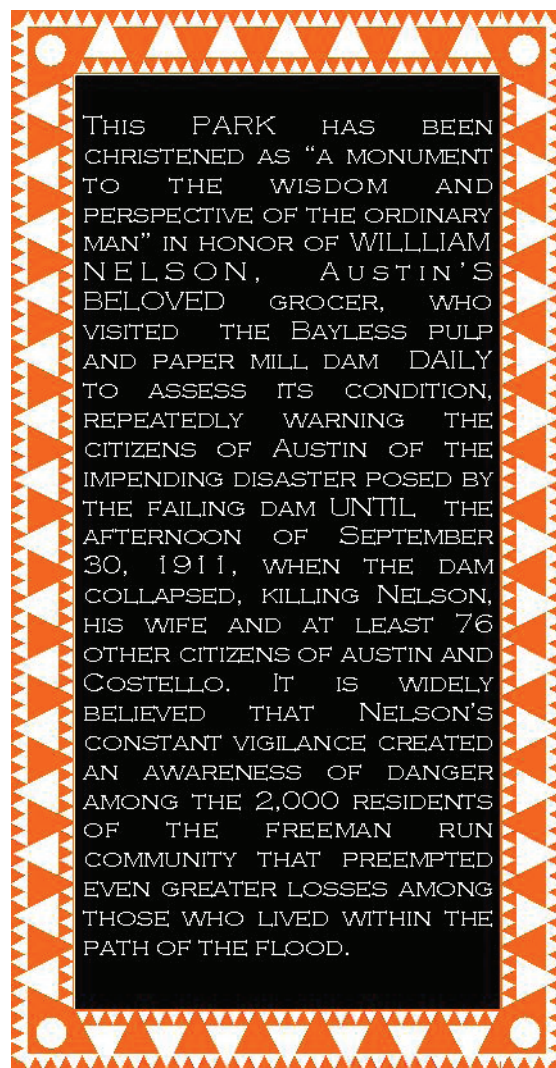 This PARK has been
christened as “a monument
to the wisdom and
perspective of the ordinary
man” in honor of WILLLIAM
NELSON, Austin'S
BELOVED grocer, who
visited the Bayless pulp
and paper mill dam DAILY
to assess its condition,
repeatedly warning the
citizens of Austin of the
impending disaster posed by
the failing dam UNTIL the
afternoon of September
30, 1911, when the dam
collapsed, killing Nelson,
his wife and at least 76
other citizens of austin and
Costello. It is widely
believed that Nelson's
constant vigilance created
an awareness of danger
among the 2,000 residents
of the freeman run
community that preempted
even greater losses among
those who lived within the
path of the flood.